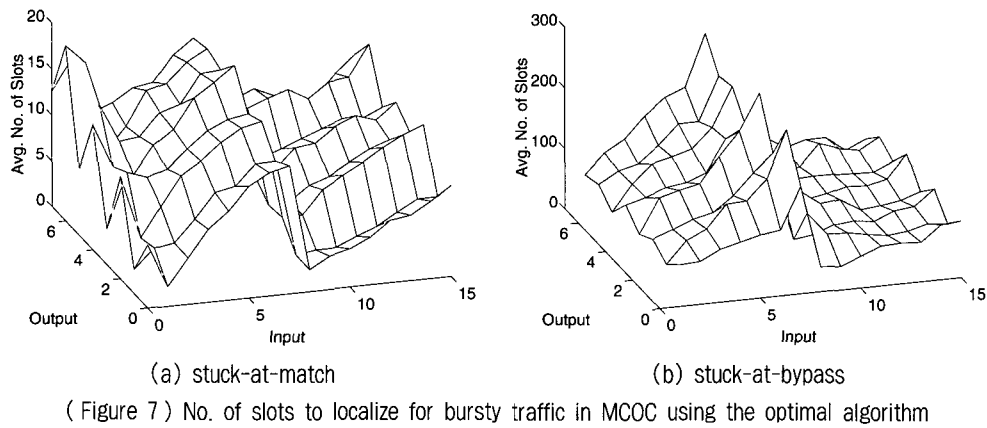 20
15
10
5
0
Avg. No. of Slots
6
4
2
0
Output
0
5
10
15
Input
300
200
100
0
Avg. No. of Slots
6
4
2
0
Output
0
5
10
15
Input
(a) stuck-at-match
(b) stuck-at-bypass
(Figure 7) No. of slots to localize for bursty traffic in MCOC using the optimal algorithm